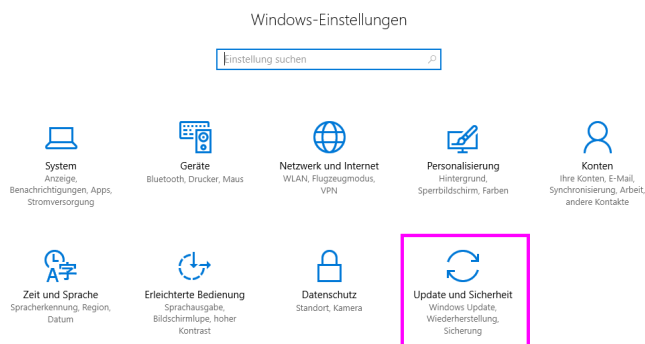 Windows-Einstellungen
Einstellung suchen
System
Anzeige,
Benachrichtigungen, Apps,
Stromversorgung
Geräte
Bluetooth, Drucker, Maus
Netzwerk und Internet
WLAN, Flugzeugmodus,
VPN
Personalisierung
Hintergrund,
Sperrbildschirm, Farben
Konten
Ihre Konten, E-Mail,
Synchronisierung, Arbeit,
andere Kontakte
Zeit und Sprache
Spracherkennung, Region,
Datum
Erleichterte Bedienung
Sprachausgabe,
Bildschirmlupe, hoher
Kontrast
Datenschutz
Standort, Kamera
Update und Sicherheit
Windows Update,
Wiederherstellung,
Sicherung